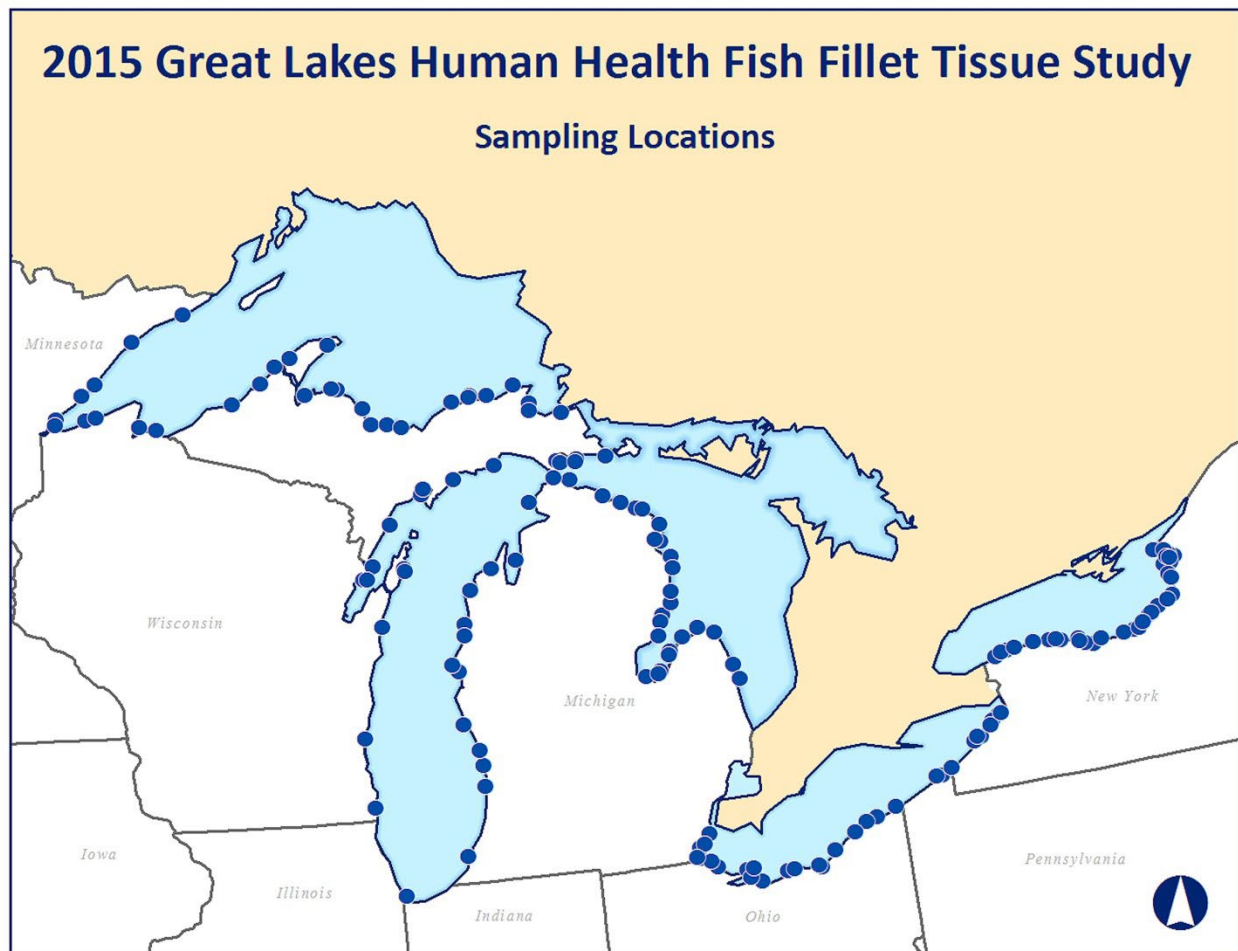 2015 Great Lakes Human Health Fish Fillet Tissue Study
Sampling Locations
Minnesota
Wisconsin
Michigan
New York
Iowa
Illinois
Indiana
Ohio
Pennsylvania